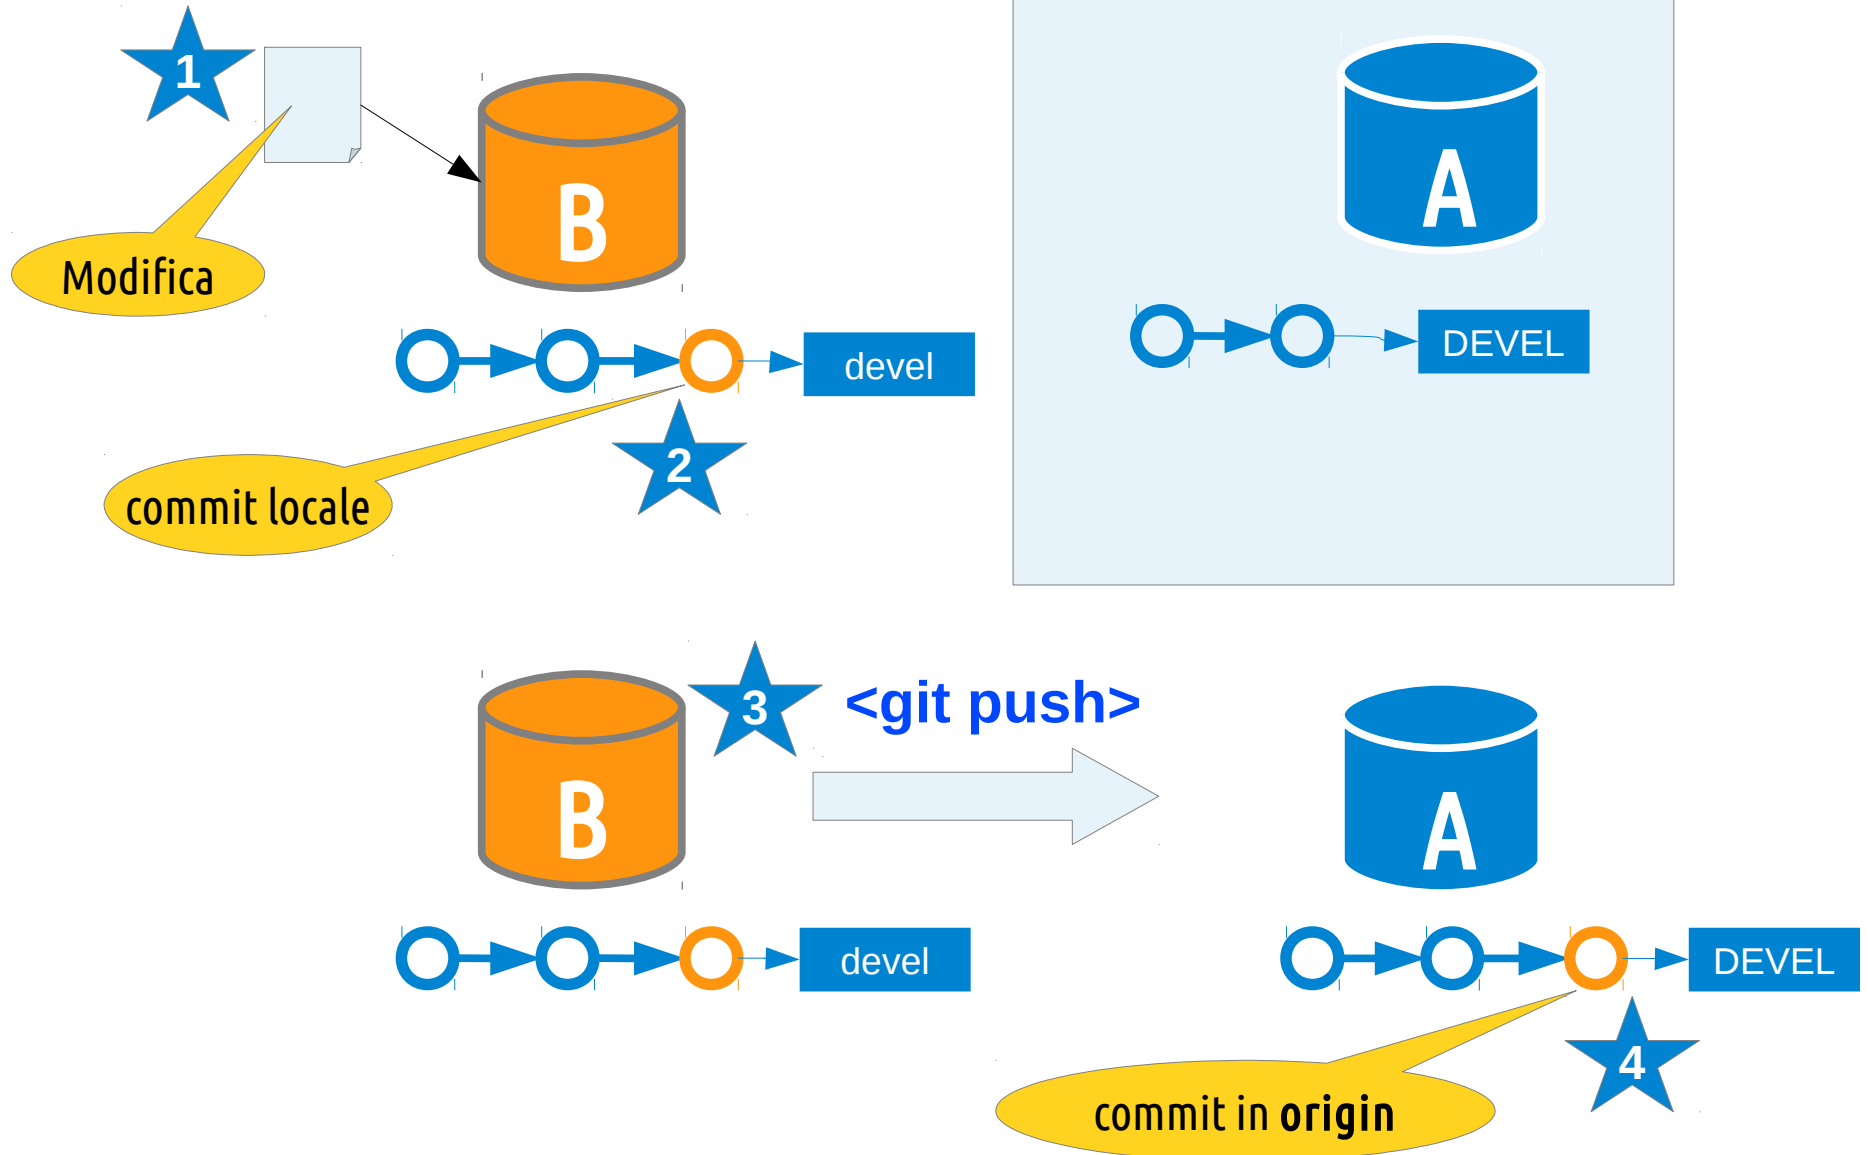 1
B
A
Modifica
devel
DEVEL
2
commit locale
3
<git push>
B
A
devel
DEVEL
4
commit in origin